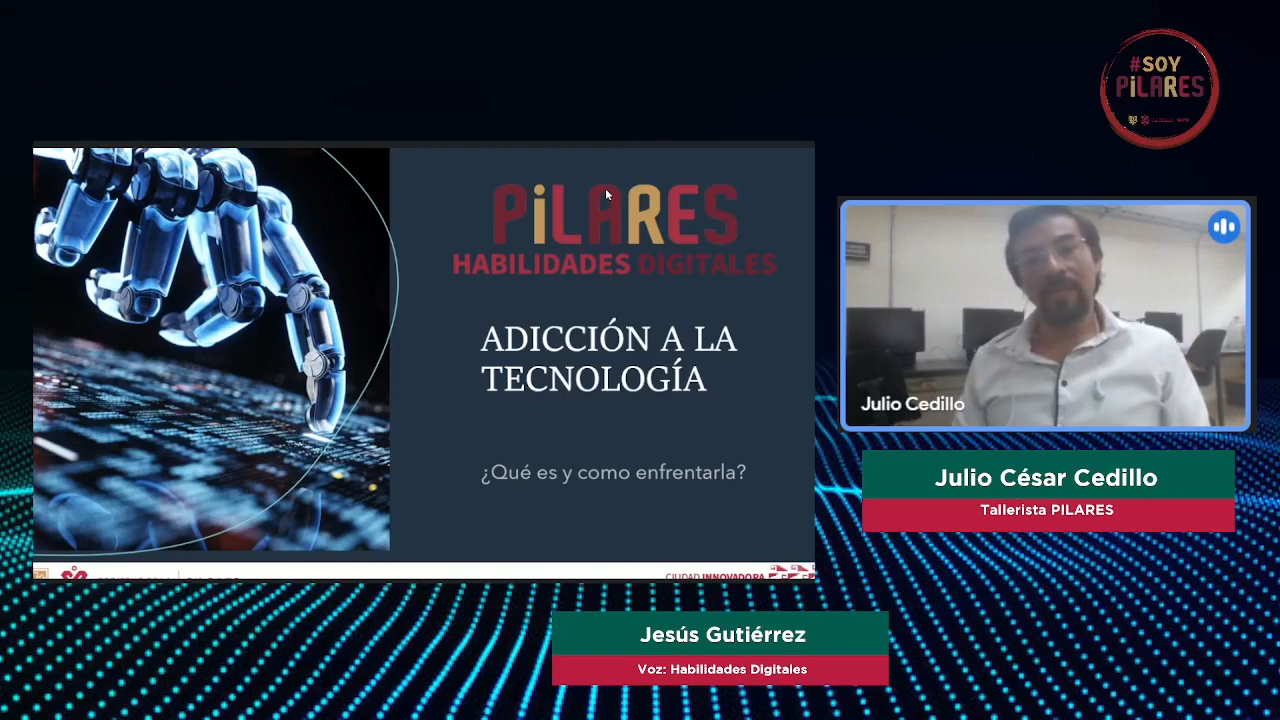 #SOY
PiLARES
PiLARES
HABILIDADES DIGITALES
ADICCIÓN A LA
TECNOLOGÍA
¿Qué es y como enfrentarla?
CIUDAD INNOVADORA
Julio Cedillo
Julio César Cedillo
Tallerista PILARES
Jesús Gutiérrez
Voz: Habilidades Digitales